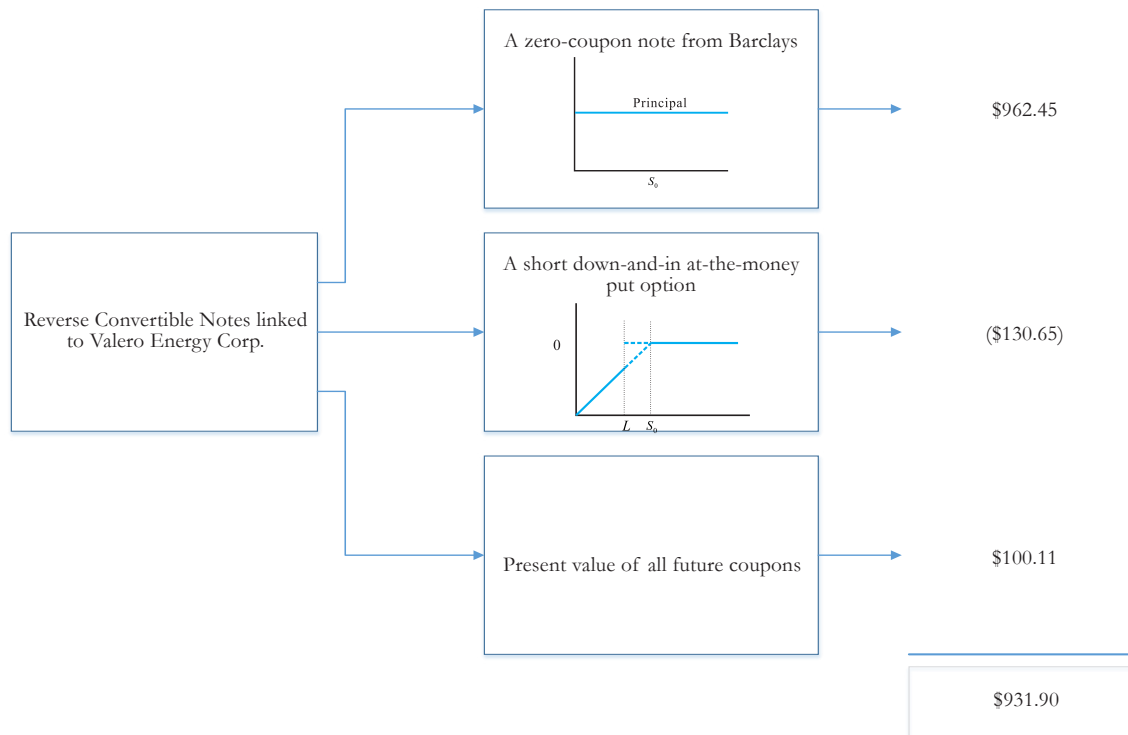 A zero-coupon note from Barclays
Principal
S₀
$962.45
Reverse Convertible Notes linked
to Valero Energy Corp.
A short down-and-in at-the-money
put option
0
L S₀
($130.65)
Present value of all future coupons
$100.11
$931.90